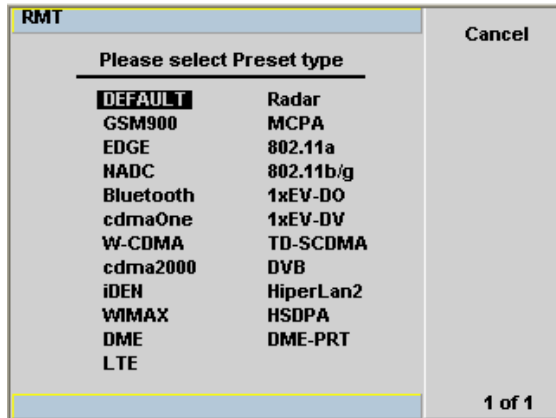 RMT
Cancel
Please select Preset type
DEFAULT Radar
GSM900 MCPA
EDGE 802.11a
NADC 802.11b/g
Bluetooth 1xEV-DO
cdmaOne 1xEV-DV
W-CDMA TD-SCDMA
cdma2000 DVB
iDEN HiperLan2
WIMAX HSDPA
DME DME-PRT
LTE
1 of 1